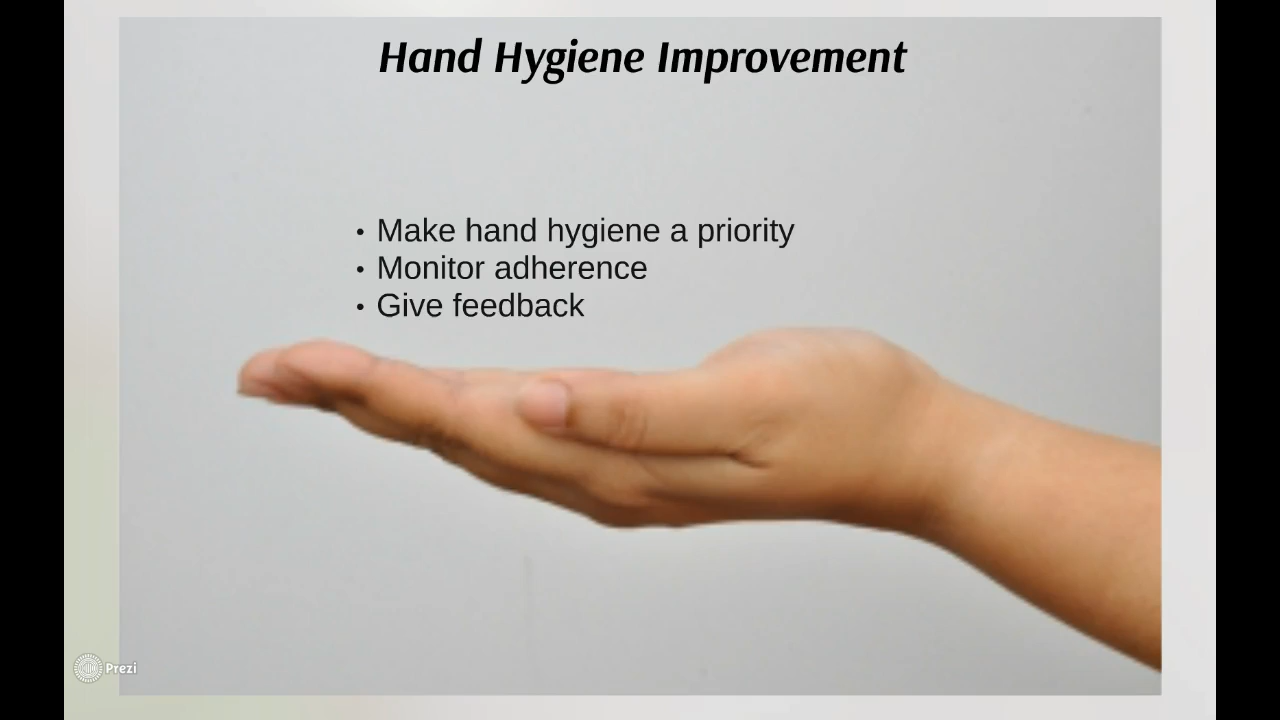 Hand Hygiene Improvement
• Make hand hygiene a priority
• Monitor adherence
• Give feedback
Prezi